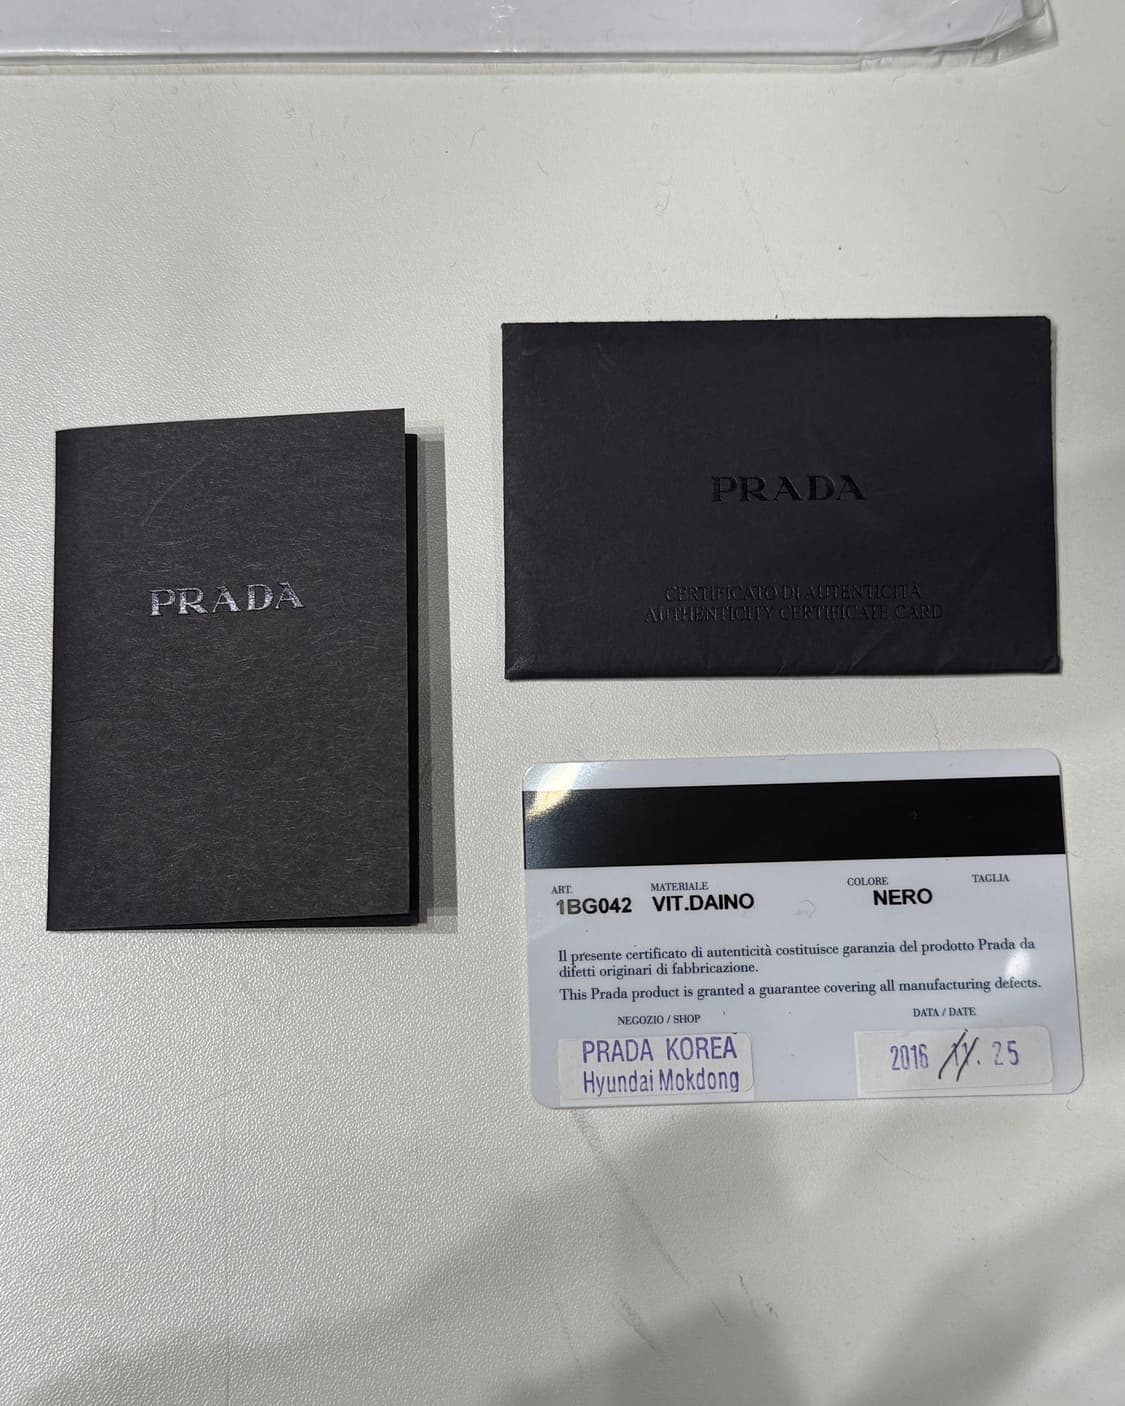 PRADA
PRADA
CERTIFICATO DI AUTENTICITÀ
AUTHENTICITY CERTIFICATE CARD
ART. MATERIALE COLORE TAGLIA
1BG042 VIT.DAINO NERO
Il presente certificato di autenticità costituisce garanzia del prodotto Prada da
difetti originari di fabbricazione.
This Prada product is granted a guarantee covering all manufacturing defects.
NEGOZIO / SHOP DATA / DATE
PRADA KOREA
Hyundai Mokdong
2016 11. 25